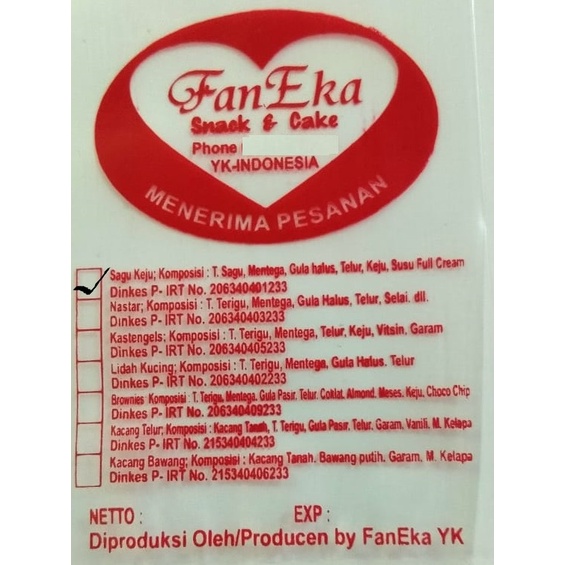 FanEka
Snack & Cake
Phone
YK-INDONESIA
MENERIMA PESANAN
Sagu Keju; Komposisi : T. Sagu, Mentega, Gula halus, Telur, Keju, Susu Full Cream
Dinkes P- IRT No. 206340401233
Nastar; Komposisi : T. Terigu, Mentega, Gula Halus, Telur, Selai. dll.
Dinkes P- IRT No. 206340403233
Kastengels; Komposisi : T. Terigu, Mentega, Telur, Keju, Vitsin. Garam
Dinkes P- IRT No. 206340405233
Lidah Kucing; Komposisi : T. Terigu, Mentega, Gula Halus. Telur
Dinkes P- IRT No. 206340402233
Brownies Komposisi : T. Terigu, Mentega. Gula Pasir. Telur. Coklat. Almond. Meses. Keju, Choco Chip
Dinkes P- IRT No. 206340409233
Kacang Telur; Komposisi : Kacang Tanah, T. Terigu, Gula Pasir. Telur. Garam. Vanili. M. Kelapa
Dinkes P- IRT No. 215340404233
Kacang Bawang; Komposisi : Kacang Tanah. Bawang putih. Garam. M. Kelapa
Dinkes P- IRT No. 215340406233
NETTO : EXP :
Diproduksi Oleh/Producen by FanEka YK